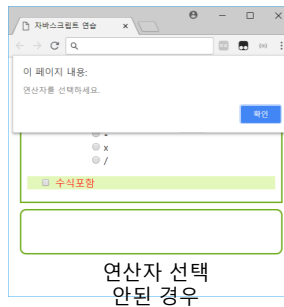 자바스크립트 연습
이 페이지 내용:
연산자를 선택하세요.
확인
x
/
수식포함
연산자 선택
안된 경우